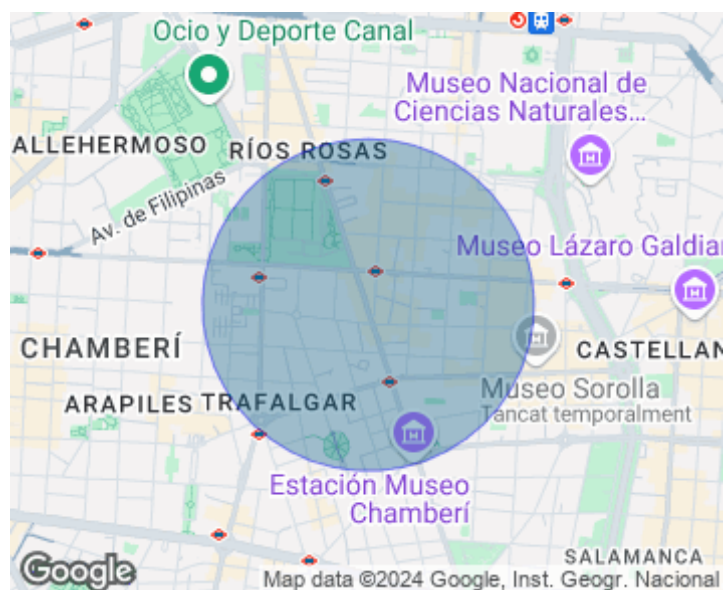 Ocio y Deporte Canal
Museo Nacional de
Ciencias Naturales...
ALLEHERMOSO
RÍOS ROSAS
Av. de Filipinas
Museo Lázaro Galdiar
CHAMBERÍ
CASTELLAN
Museo Sorolla
Tancat temporalment
ARAPILES
TRAFALGAR
Estación Museo
Chamberí
SALAMANCA
Google
Map data ©2024 Google, Inst. Geogr. Nacional